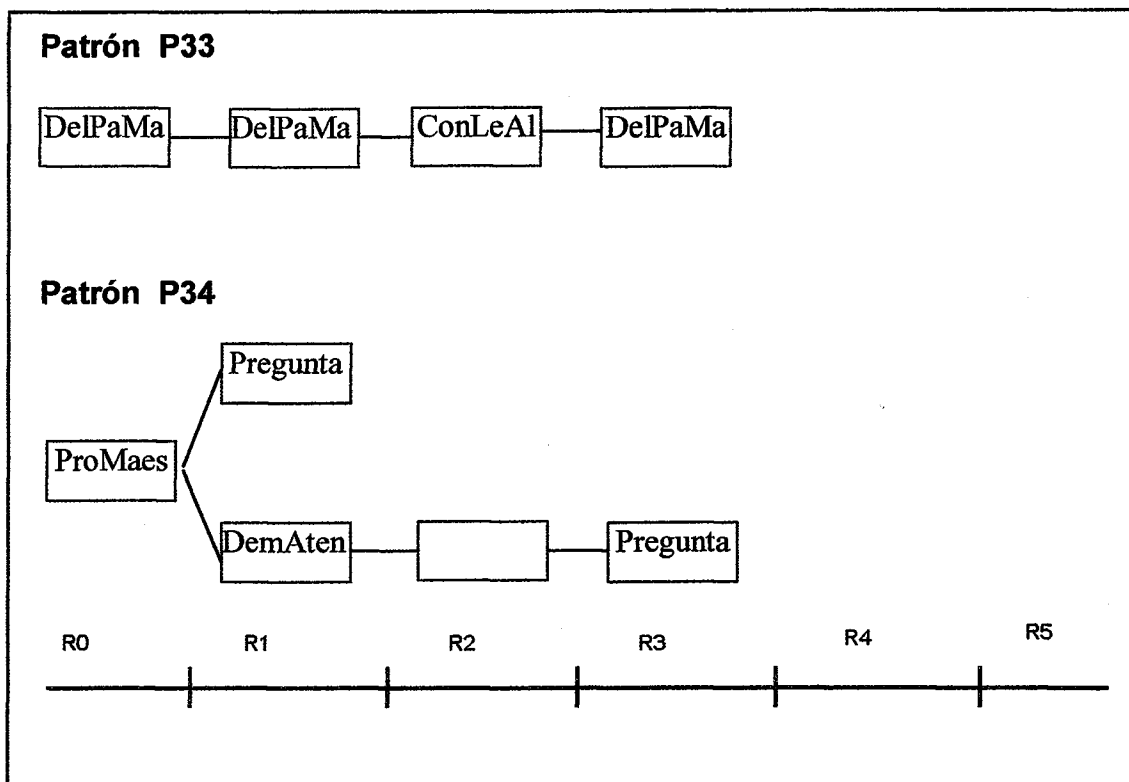 Patrón P33
DelPaMa DelPaMa ConLeAl DelPaMa
Patrón P34
Pregunta
ProMaes
DemAten Pregunta
R0 R1 R2 R3 R4 R5